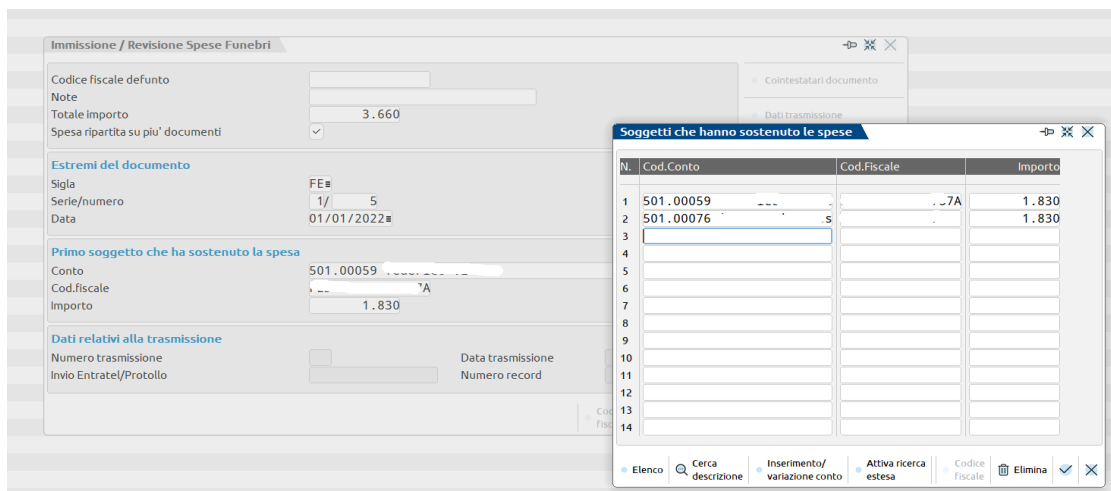 Immissione / Revisione Spese Funebri
Codice fiscale defunto
Cointestatari documento
Note
Totale importo 3.660
Dati trasmissione
Spesa ripartita su piu' documenti
Estremi del documento
Sigla FE
Serie/numero 1/ 5
Data 01/01/2022
Primo soggetto che ha sostenuto la spesa
Conto 501.00059
Cod.fiscale A
Importo 1.830
Dati relativi alla trasmissione
Numero trasmissione Data trasmissione
Invio Entratel/Protollo Numero record
Soggetti che hanno sostenuto le spese
N. Cod.Conto Cod.Fiscale Importo
1 501.00059 7A 1.830
2 501.00076 s 1.830
3
4
5
6
7
8
9
10
11
12
13
14
Elenco Cerca descrizione Inserimento/ variazione conto Attiva ricerca estesa Codice fiscale Elimina